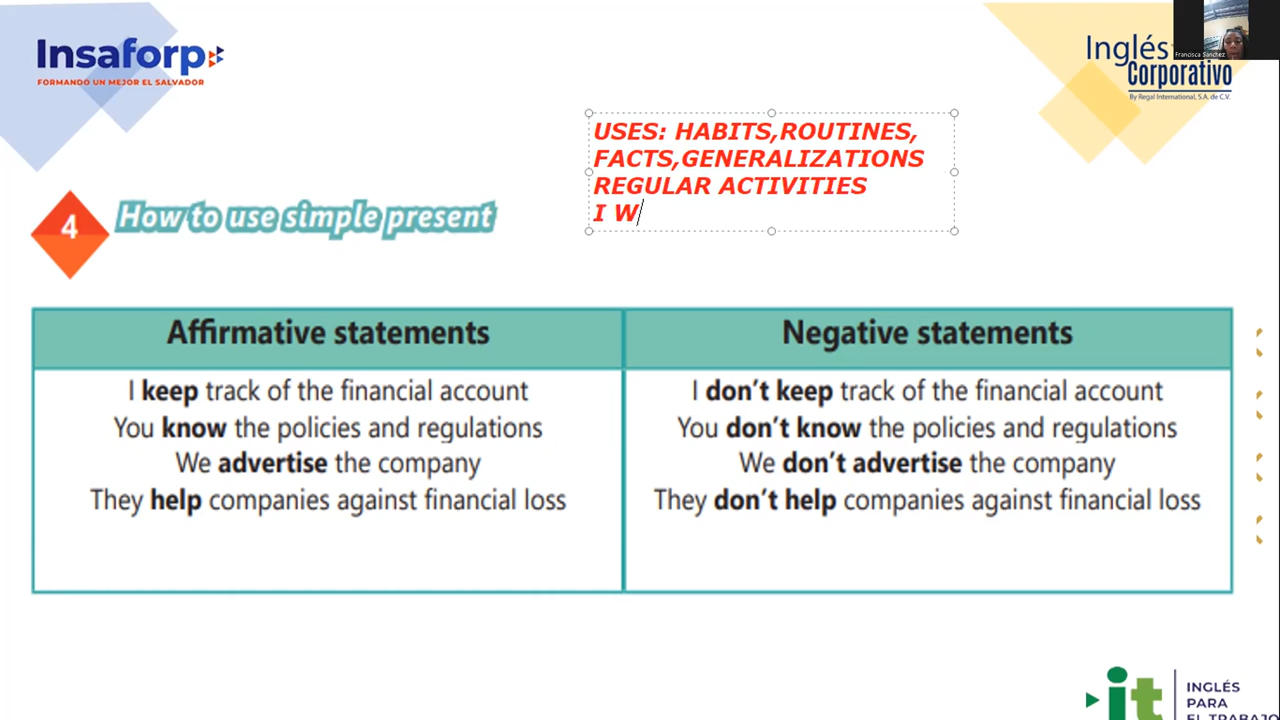 Insaforp
FORMANDO UN MEJOR EL SALVADOR
Inglés
Corporativo
By Regal International, S.A. de C.V.
Francisca Sánchez
USES: HABITS,ROUTINES,
FACTS,GENERALIZATIONS
REGULAR ACTIVITIES
I W
4
How to use simple present
Affirmative statements
I keep track of the financial account
You know the policies and regulations
We advertise the company
They help companies against financial loss
Negative statements
I don't keep track of the financial account
You don't know the policies and regulations
We don't advertise the company
They don't help companies against financial loss
it
INGLÉS
PARA
EL TRABAJO